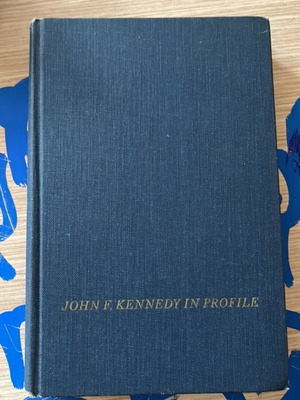 JOHN F. KENNEDY IN PROFILE